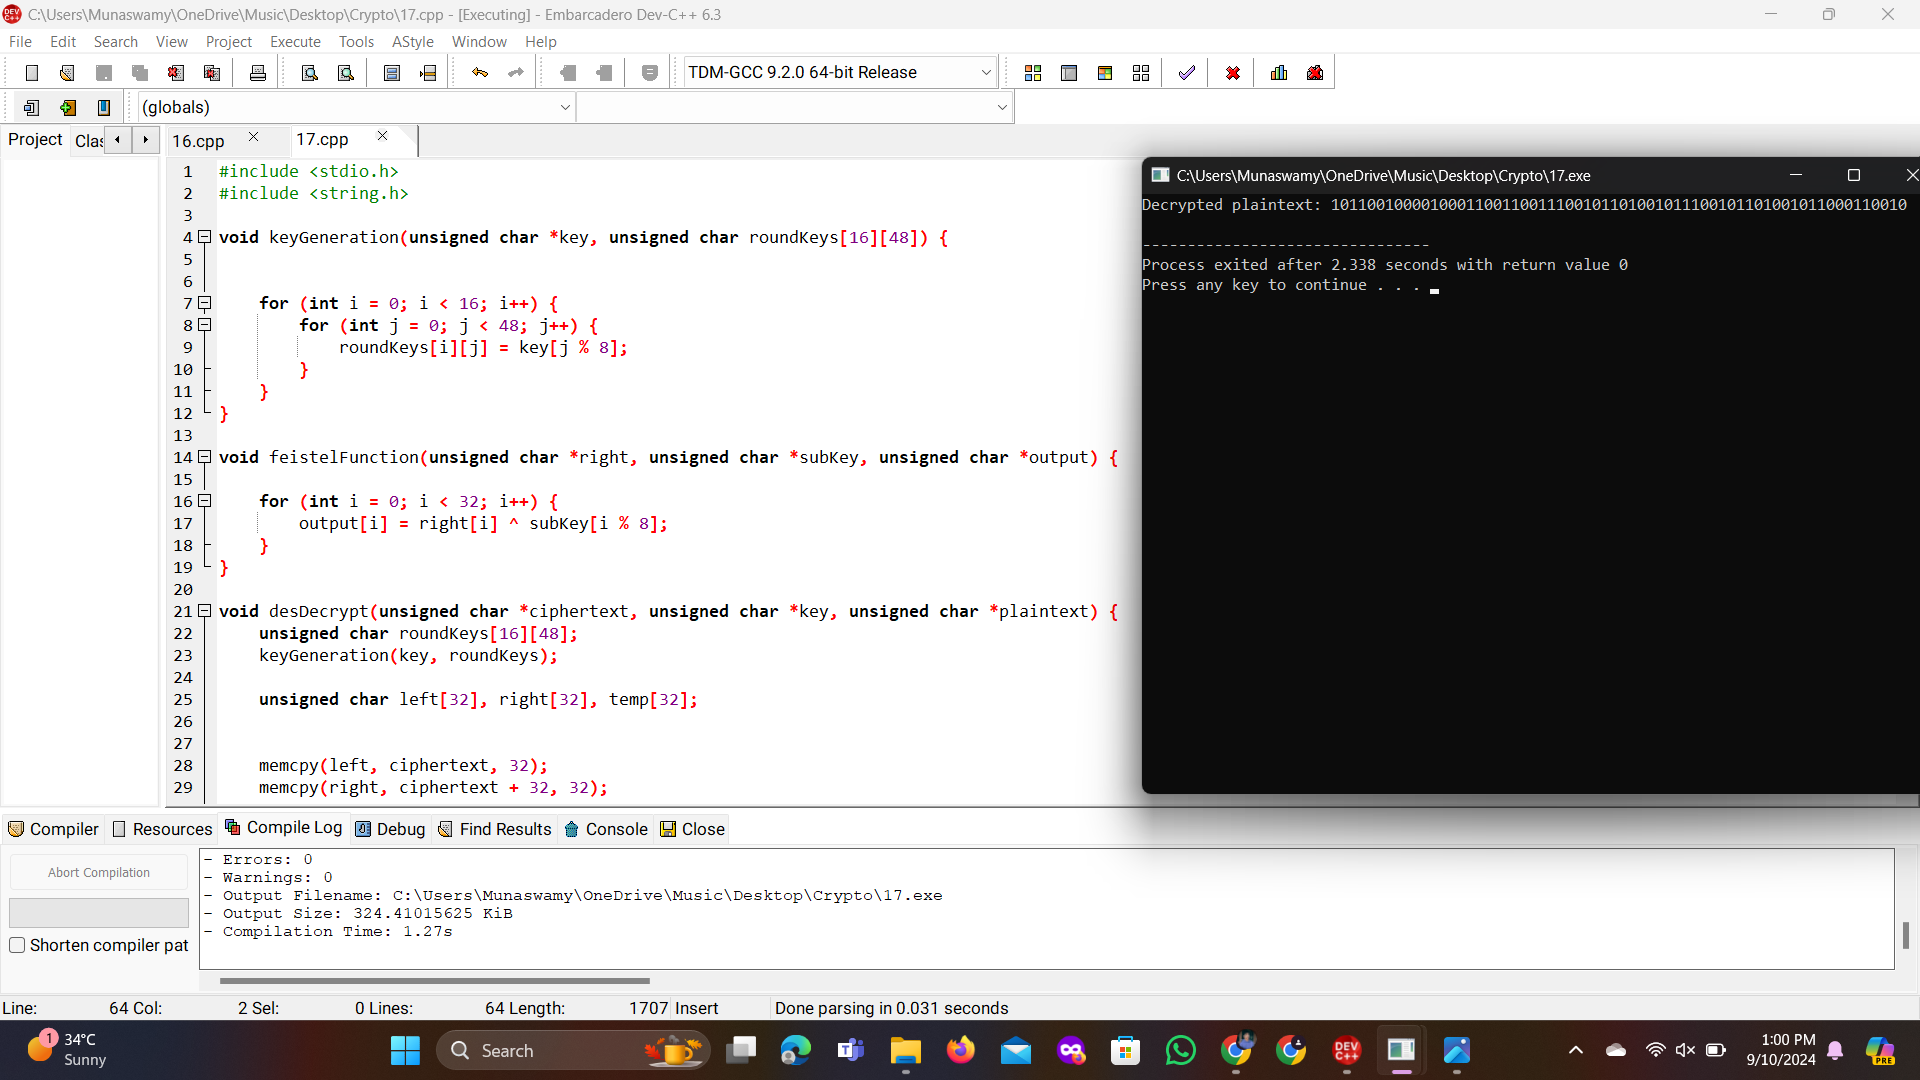 C:\Users\Munaswamy\OneDrive\Music\Desktop\Crypto\17.cpp - [Executing] - Embarcadero Dev-C++ 6.3
File Edit Search View Project Execute Tools AStyle Window Help
TDM-GCC 9.2.0 64-bit Release
(globals)
Project Clas
16.cpp 17.cpp
1 #include <stdio.h>
2 #include <string.h>
3
4 void keyGeneration(unsigned char *key, unsigned char roundKeys[16][48]) {
5
6
7 for (int i = 0; i < 16; i++) {
8 for (int j = 0; j < 48; j++) {
9 roundKeys[i][j] = key[j % 8];
10 }
11 }
12 }
13
14 void feistelFunction(unsigned char *right, unsigned char *subKey, unsigned char *output) {
15
16 for (int i = 0; i < 32; i++) {
17 output[i] = right[i] ^ subKey[i % 8];
18 }
19 }
20
21 void desDecrypt(unsigned char *ciphertext, unsigned char *key, unsigned char *plaintext) {
22 unsigned char roundKeys[16][48];
23 keyGeneration(key, roundKeys);
24
25 unsigned char left[32], right[32], temp[32];
26
27
28 memcpy(left, ciphertext, 32);
29 memcpy(right, ciphertext + 32, 32);
C:\Users\Munaswamy\OneDrive\Music\Desktop\Crypto\17.exe
Decrypted plaintext: 1011001000010001100110011100101101001011100101101001011000110010
--------------------------------
Process exited after 2.338 seconds with return value 0
Press any key to continue . . .
Compiler Resources Compile Log Debug Find Results Console Close
Abort Compilation
Shorten compiler pat
- Errors: 0
- Warnings: 0
- Output Filename: C:\Users\Munaswamy\OneDrive\Music\Desktop\Crypto\17.exe
- Output Size: 324.41015625 KiB
- Compilation Time: 1.27s
Line: 64 Col: 2 Sel: 0 Lines: 64 Length: 1707 Insert Done parsing in 0.031 seconds
1
34°C
Sunny
Search
DEV C++
1:00 PM
9/10/2024
PRE